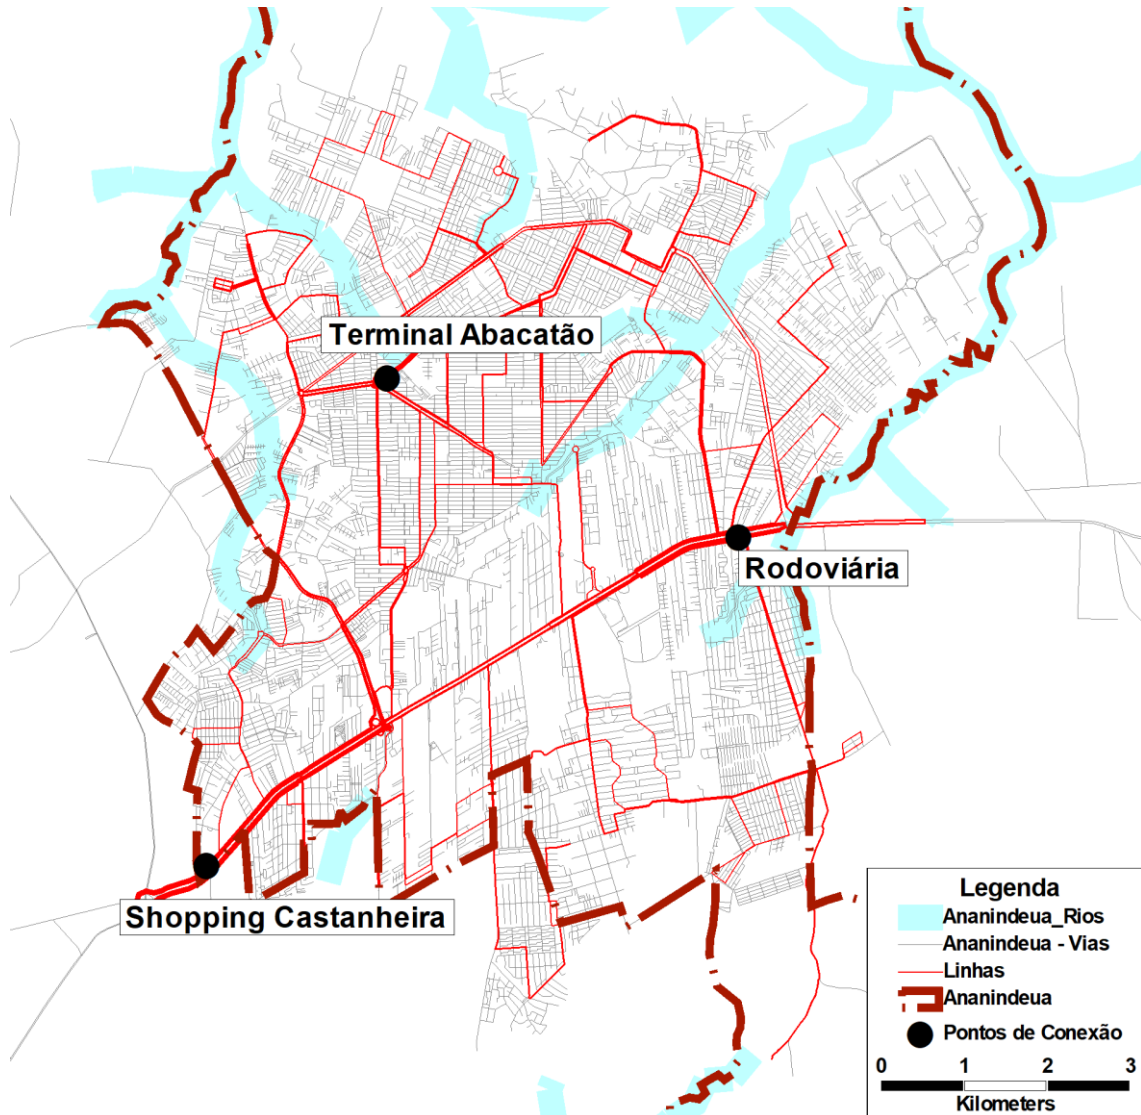 Terminal Abacatão
Rodoviária
Shopping Castanheira
Legenda
Ananindeua_Rios
Ananindeua - Vias
Linhas
Ananindeua
Pontos de Conexão
0 1 2 3
Kilometers